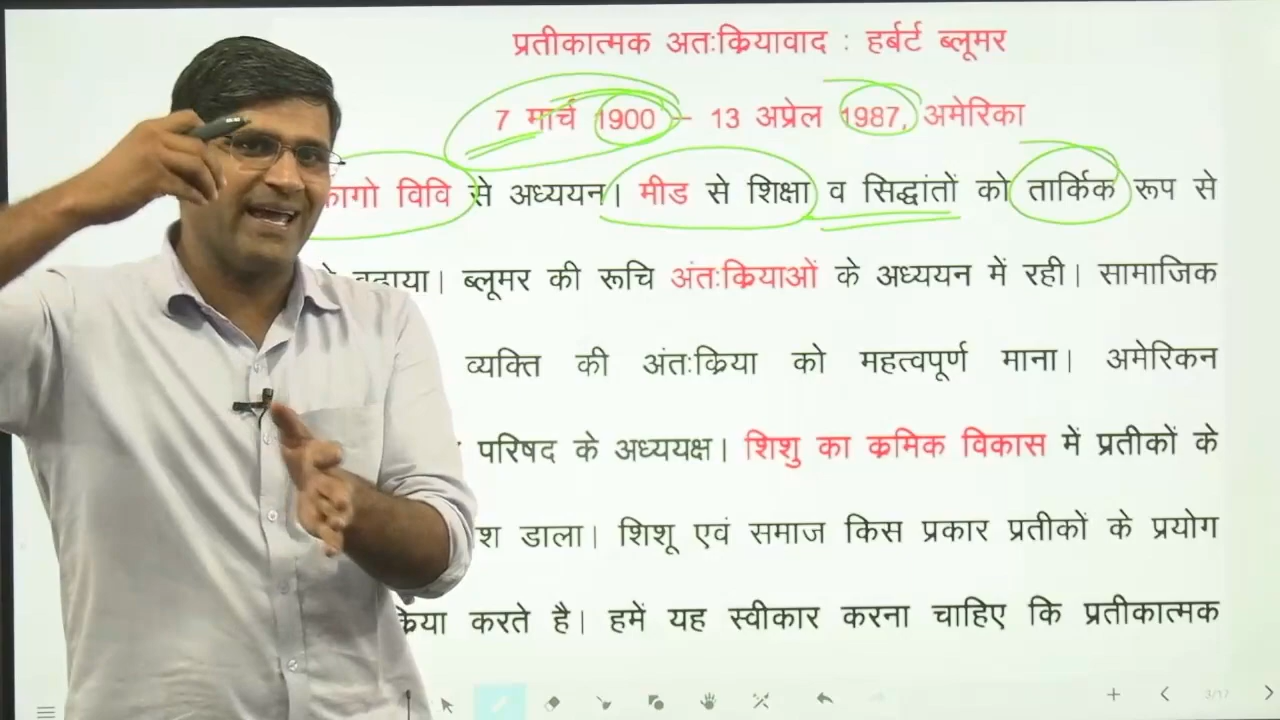 प्रतीकात्मक अतःक्रियावाद : हर्बर्ट ब्लूमर
7 मार्च 1900 – 13 अप्रेल 1987, अमेरिका
कागो विवि से अध्ययन। मीड से शिक्षा व सिद्धांतों को तार्किक रूप से
बढाया। ब्लूमर की रूचि अंतःक्रियाओं के अध्ययन में रही। सामाजिक
व्यक्ति की अंतःक्रिया को महत्वपूर्ण माना। अमेरिकन
परिषद के अध्ययक्ष। शिशु का क्रमिक विकास में प्रतीकों के
श डाला। शिशू एवं समाज किस प्रकार प्रतीकों के प्रयोग
क्रिया करते है। हमें यह स्वीकार करना चाहिए कि प्रतीकात्मक
3/17